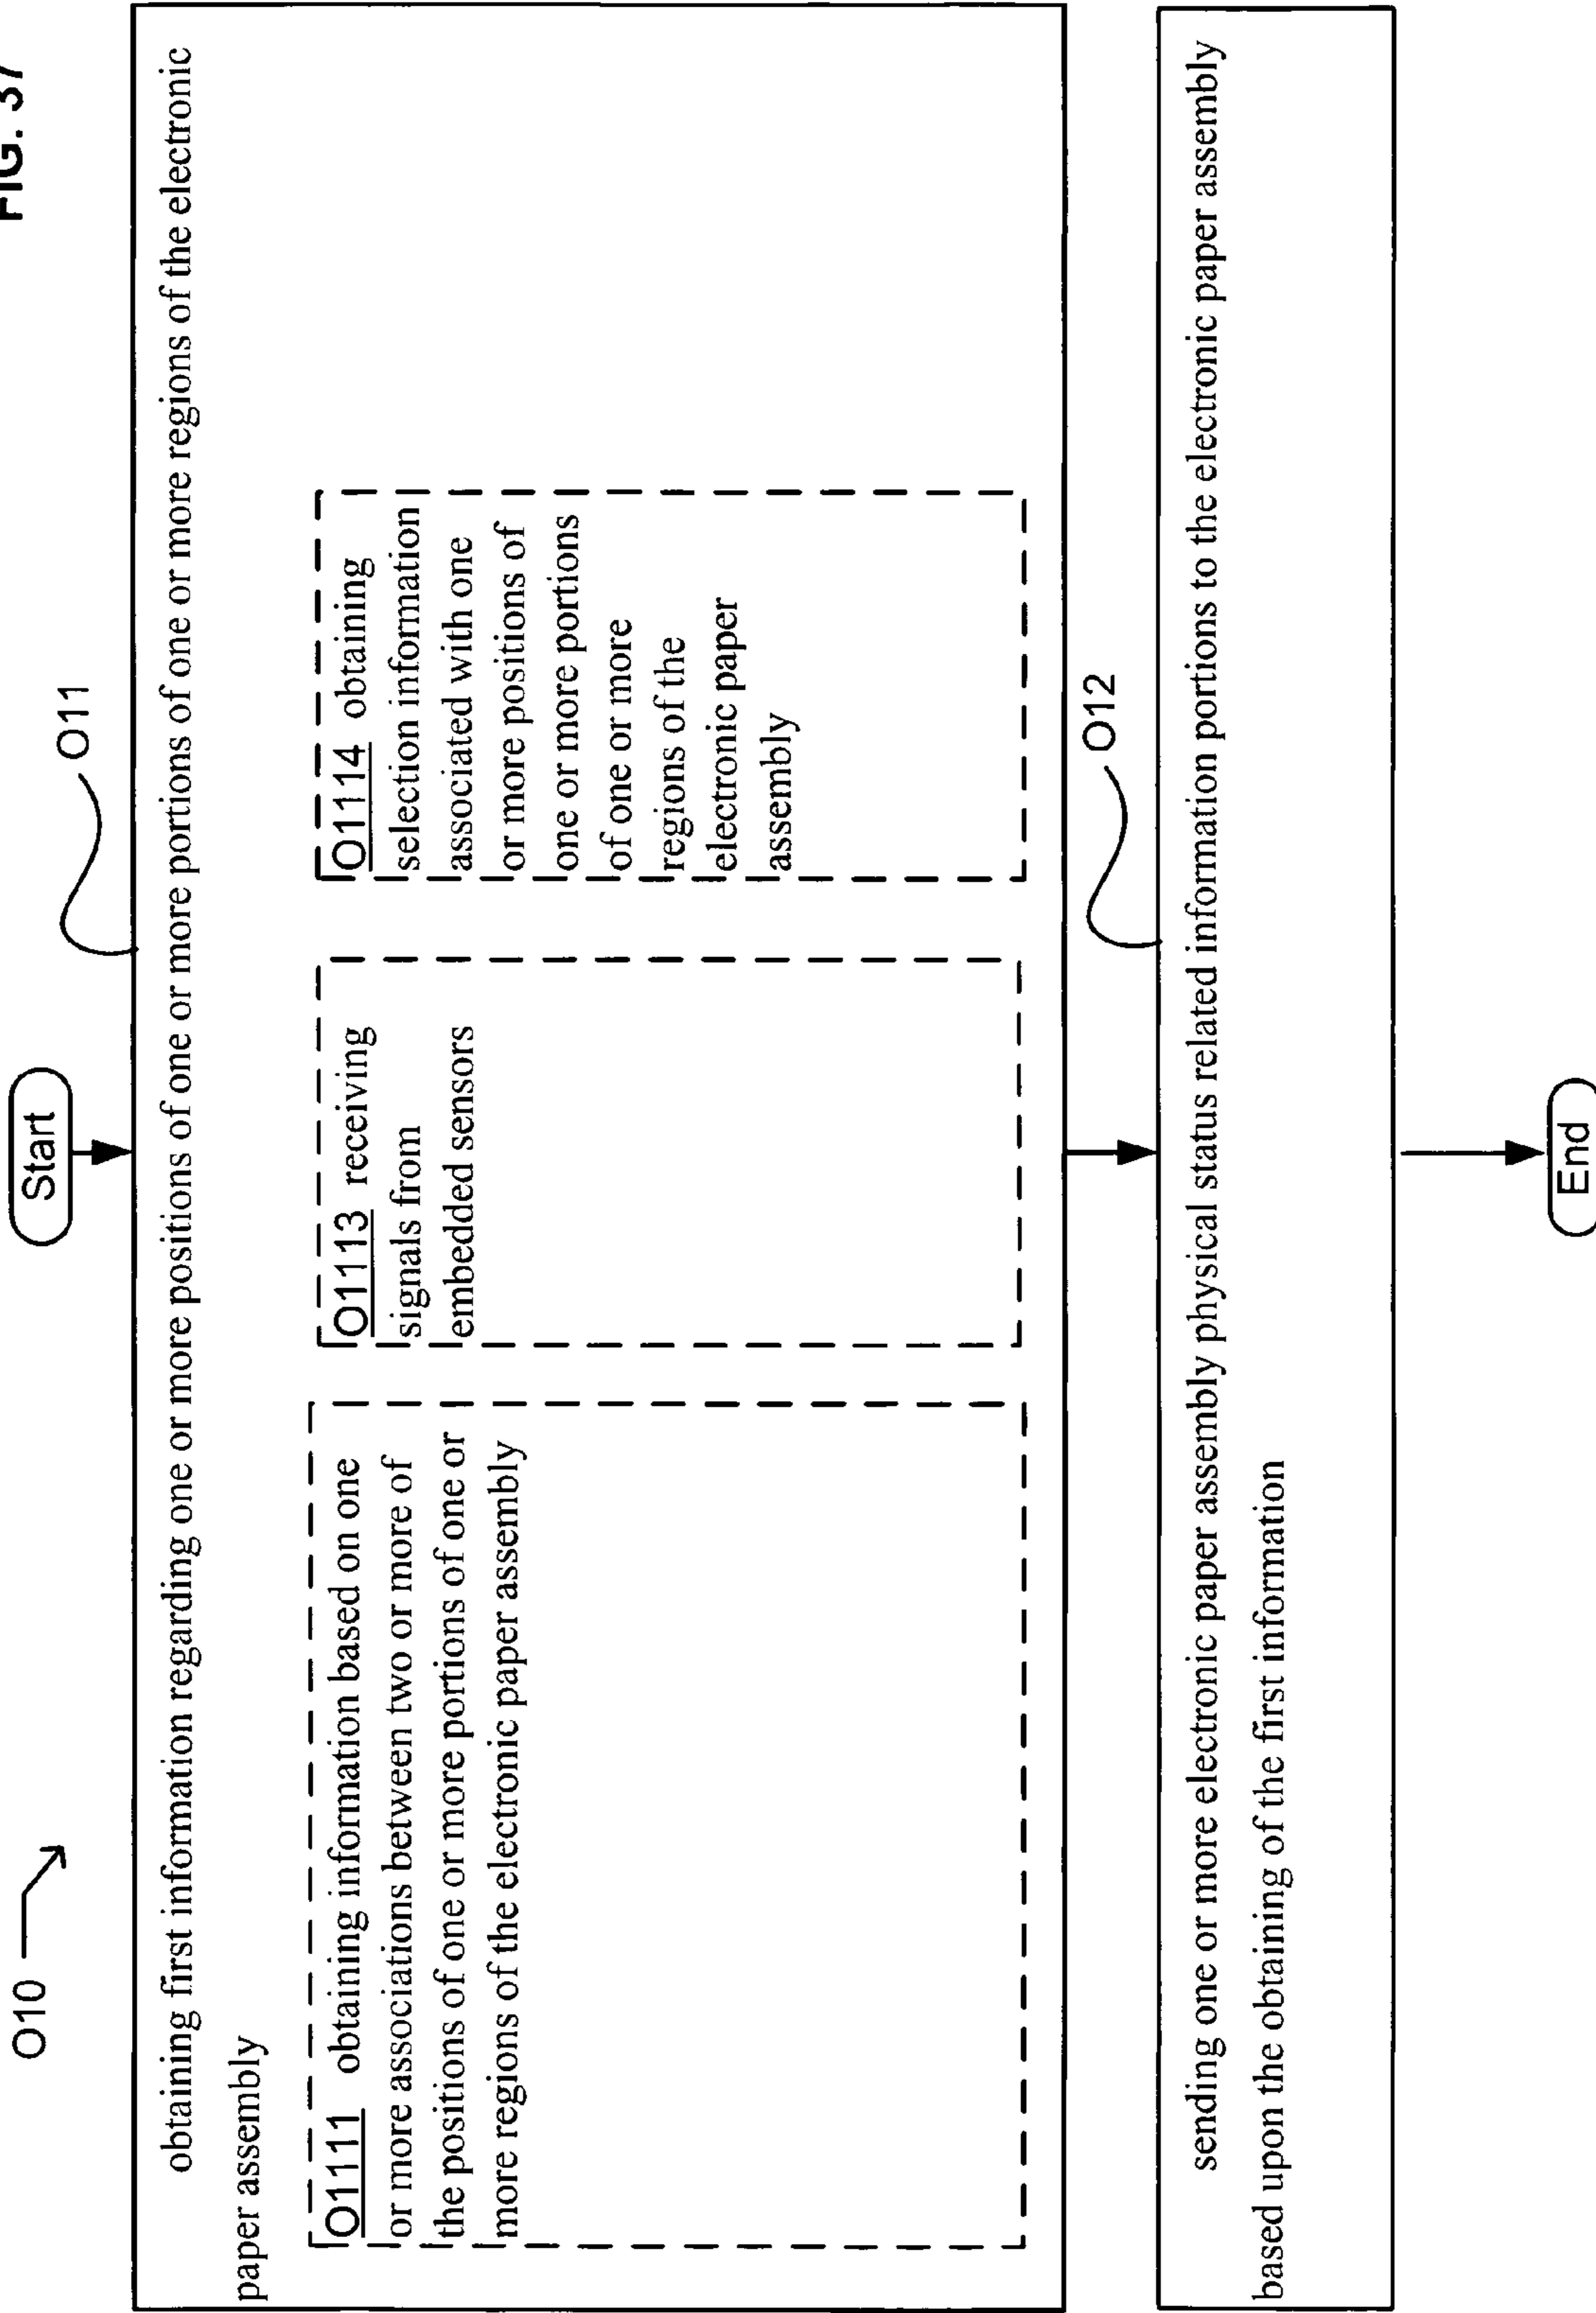 FIG. 37
O10
Start
O11
obtaining first information regarding one or more positions of one or more portions of one or more regions of the electronic
paper assembly
O1111 obtaining information based on one
or more associations between two or more of
the positions of one or more portions of one or
more regions of the electronic paper assembly
O1113 receiving
signals from
embedded sensors
O1114 obtaining
selection information
associated with one
or more positions of
one or more portions
of one or more
regions of the
electronic paper
assembly
O12
sending one or more electronic paper assembly physical status related information portions to the electronic paper assembly
based upon the obtaining of the first information
End